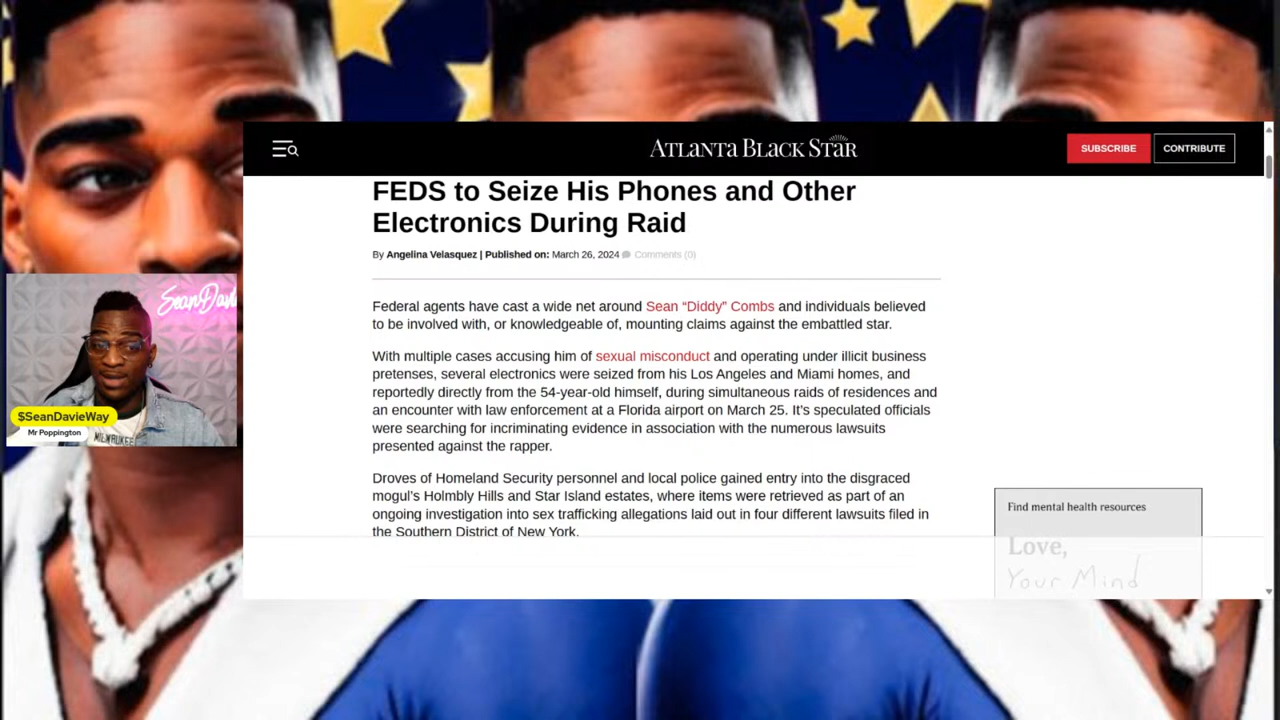 ATLANTA BLACK STAR
SUBSCRIBE
CONTRIBUTE
FEDS to Seize His Phones and Other
Electronics During Raid
By Angelina Velasquez | Published on: March 26, 2024 Comments (0)
Federal agents have cast a wide net around Sean “Diddy” Combs and individuals believed
to be involved with, or knowledgeable of, mounting claims against the embattled star.
With multiple cases accusing him of sexual misconduct and operating under illicit business
pretenses, several electronics were seized from his Los Angeles and Miami homes, and
reportedly directly from the 54-year-old himself, during simultaneous raids of residences and
an encounter with law enforcement at a Florida airport on March 25. It’s speculated officials
were searching for incriminating evidence in association with the numerous lawsuits
presented against the rapper.
Droves of Homeland Security personnel and local police gained entry into the disgraced
mogul’s Holmbly Hills and Star Island estates, where items were retrieved as part of an
ongoing investigation into sex trafficking allegations laid out in four different lawsuits filed in
the Southern District of New York.
Find mental health resources
Love,
Your Mind
SeanDavi
$SeanDavieWay
Mr Poppington
MILWAUKEE